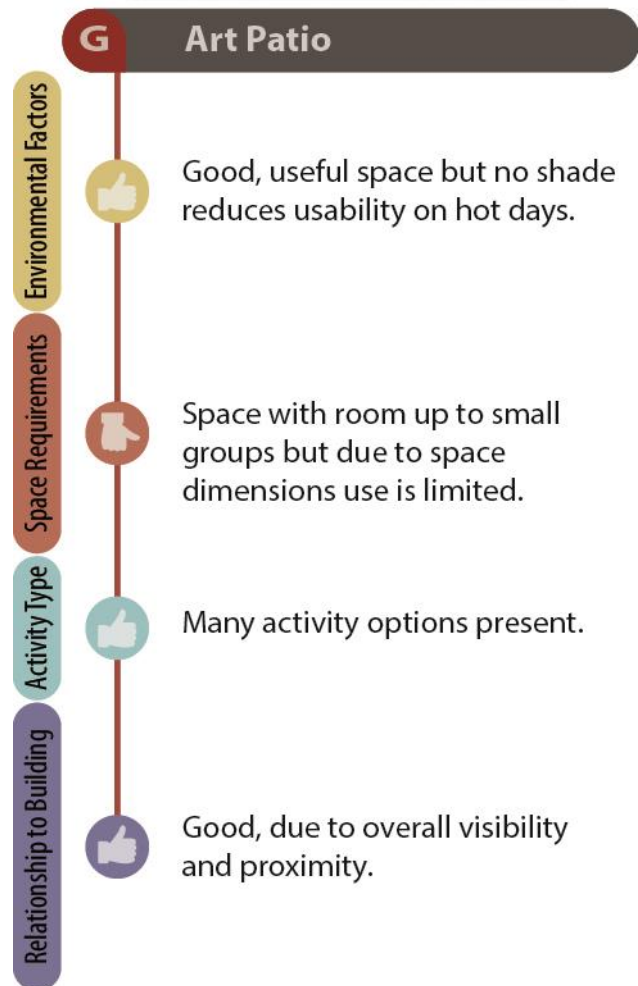 G Art Patio
Environmental Factors
Good, useful space but no shade
reduces usability on hot days.
Space Requirements
Space with room up to small
groups but due to space
dimensions use is limited.
Activity Type
Many activity options present.
Relationship to Building
Good, due to overall visibility
and proximity.